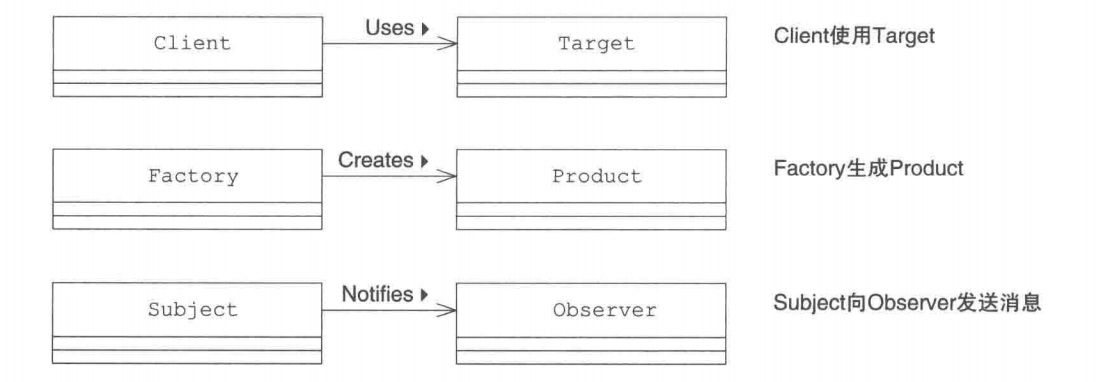 Client
Uses
Target
Client使用Target
Factory
Creates
Product
Factory生成Product
Subject
Notifies
Observer
Subject向Observer发送消息